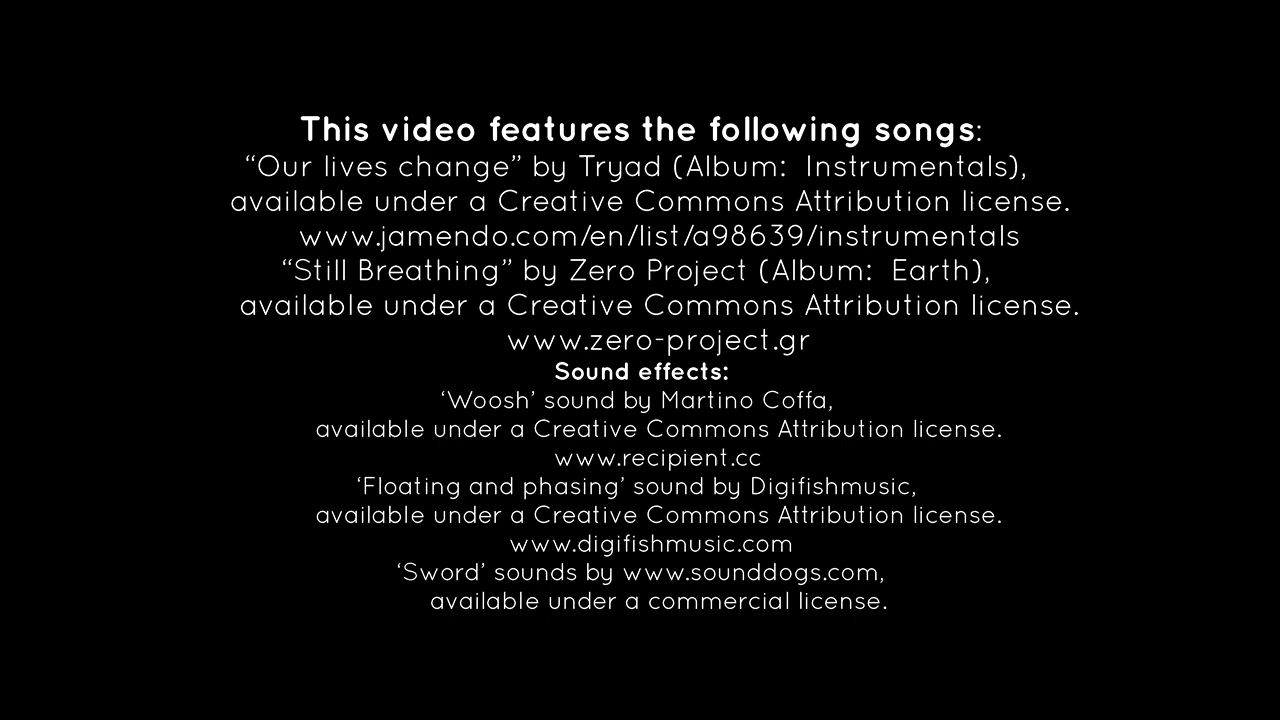 This video features the following songs:
“Our lives change” by Tryad (Album:  Instrumentals),
available under a Creative Commons Attribution license.
www.jamendo.com/en/list/a98639/instrumentals
“Still Breathing” by Zero Project (Album:  Earth),
available under a Creative Commons Attribution license.
www.zero-project.gr
Sound effects:
‘Woosh’ sound by Martino Coffa,
available under a Creative Commons Attribution license.
www.recipient.cc
‘Floating and phasing’ sound by Digifishmusic,
available under a Creative Commons Attribution license.
www.digifishmusic.com
‘Sword’ sounds by www.sounddogs.com,
available under a commercial license.